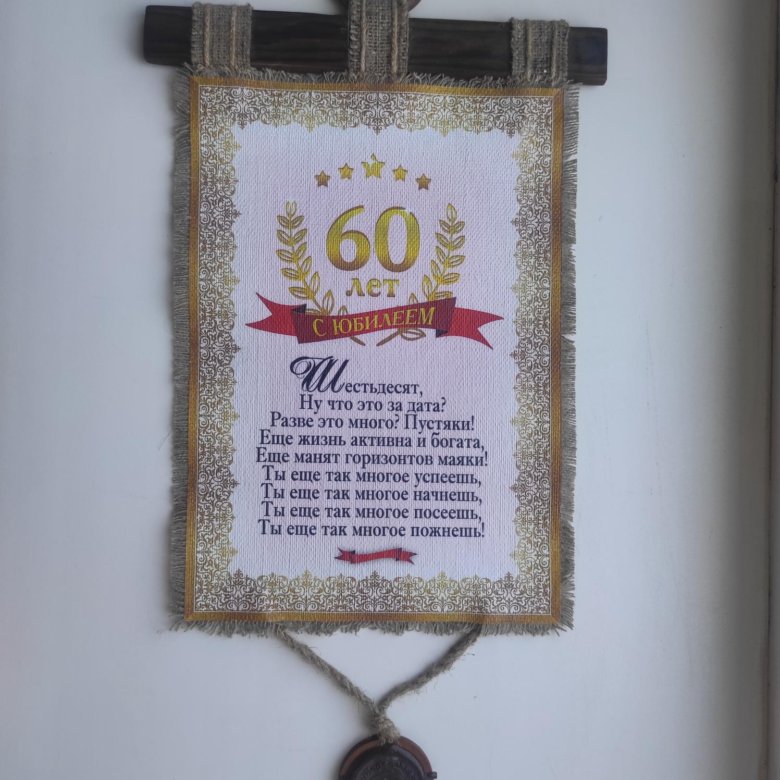 60
лет
С ЮБИЛЕЕМ
Шестьдесят,
Ну что это за дата?
Разве это много? Пустяки!
Еще жизнь активна и богата,
Еще манят горизонтов маяки!
Ты еще так многое успеешь,
Ты еще так многое начнешь,
Ты еще так многое посеешь,
Ты еще так многое пожнешь!